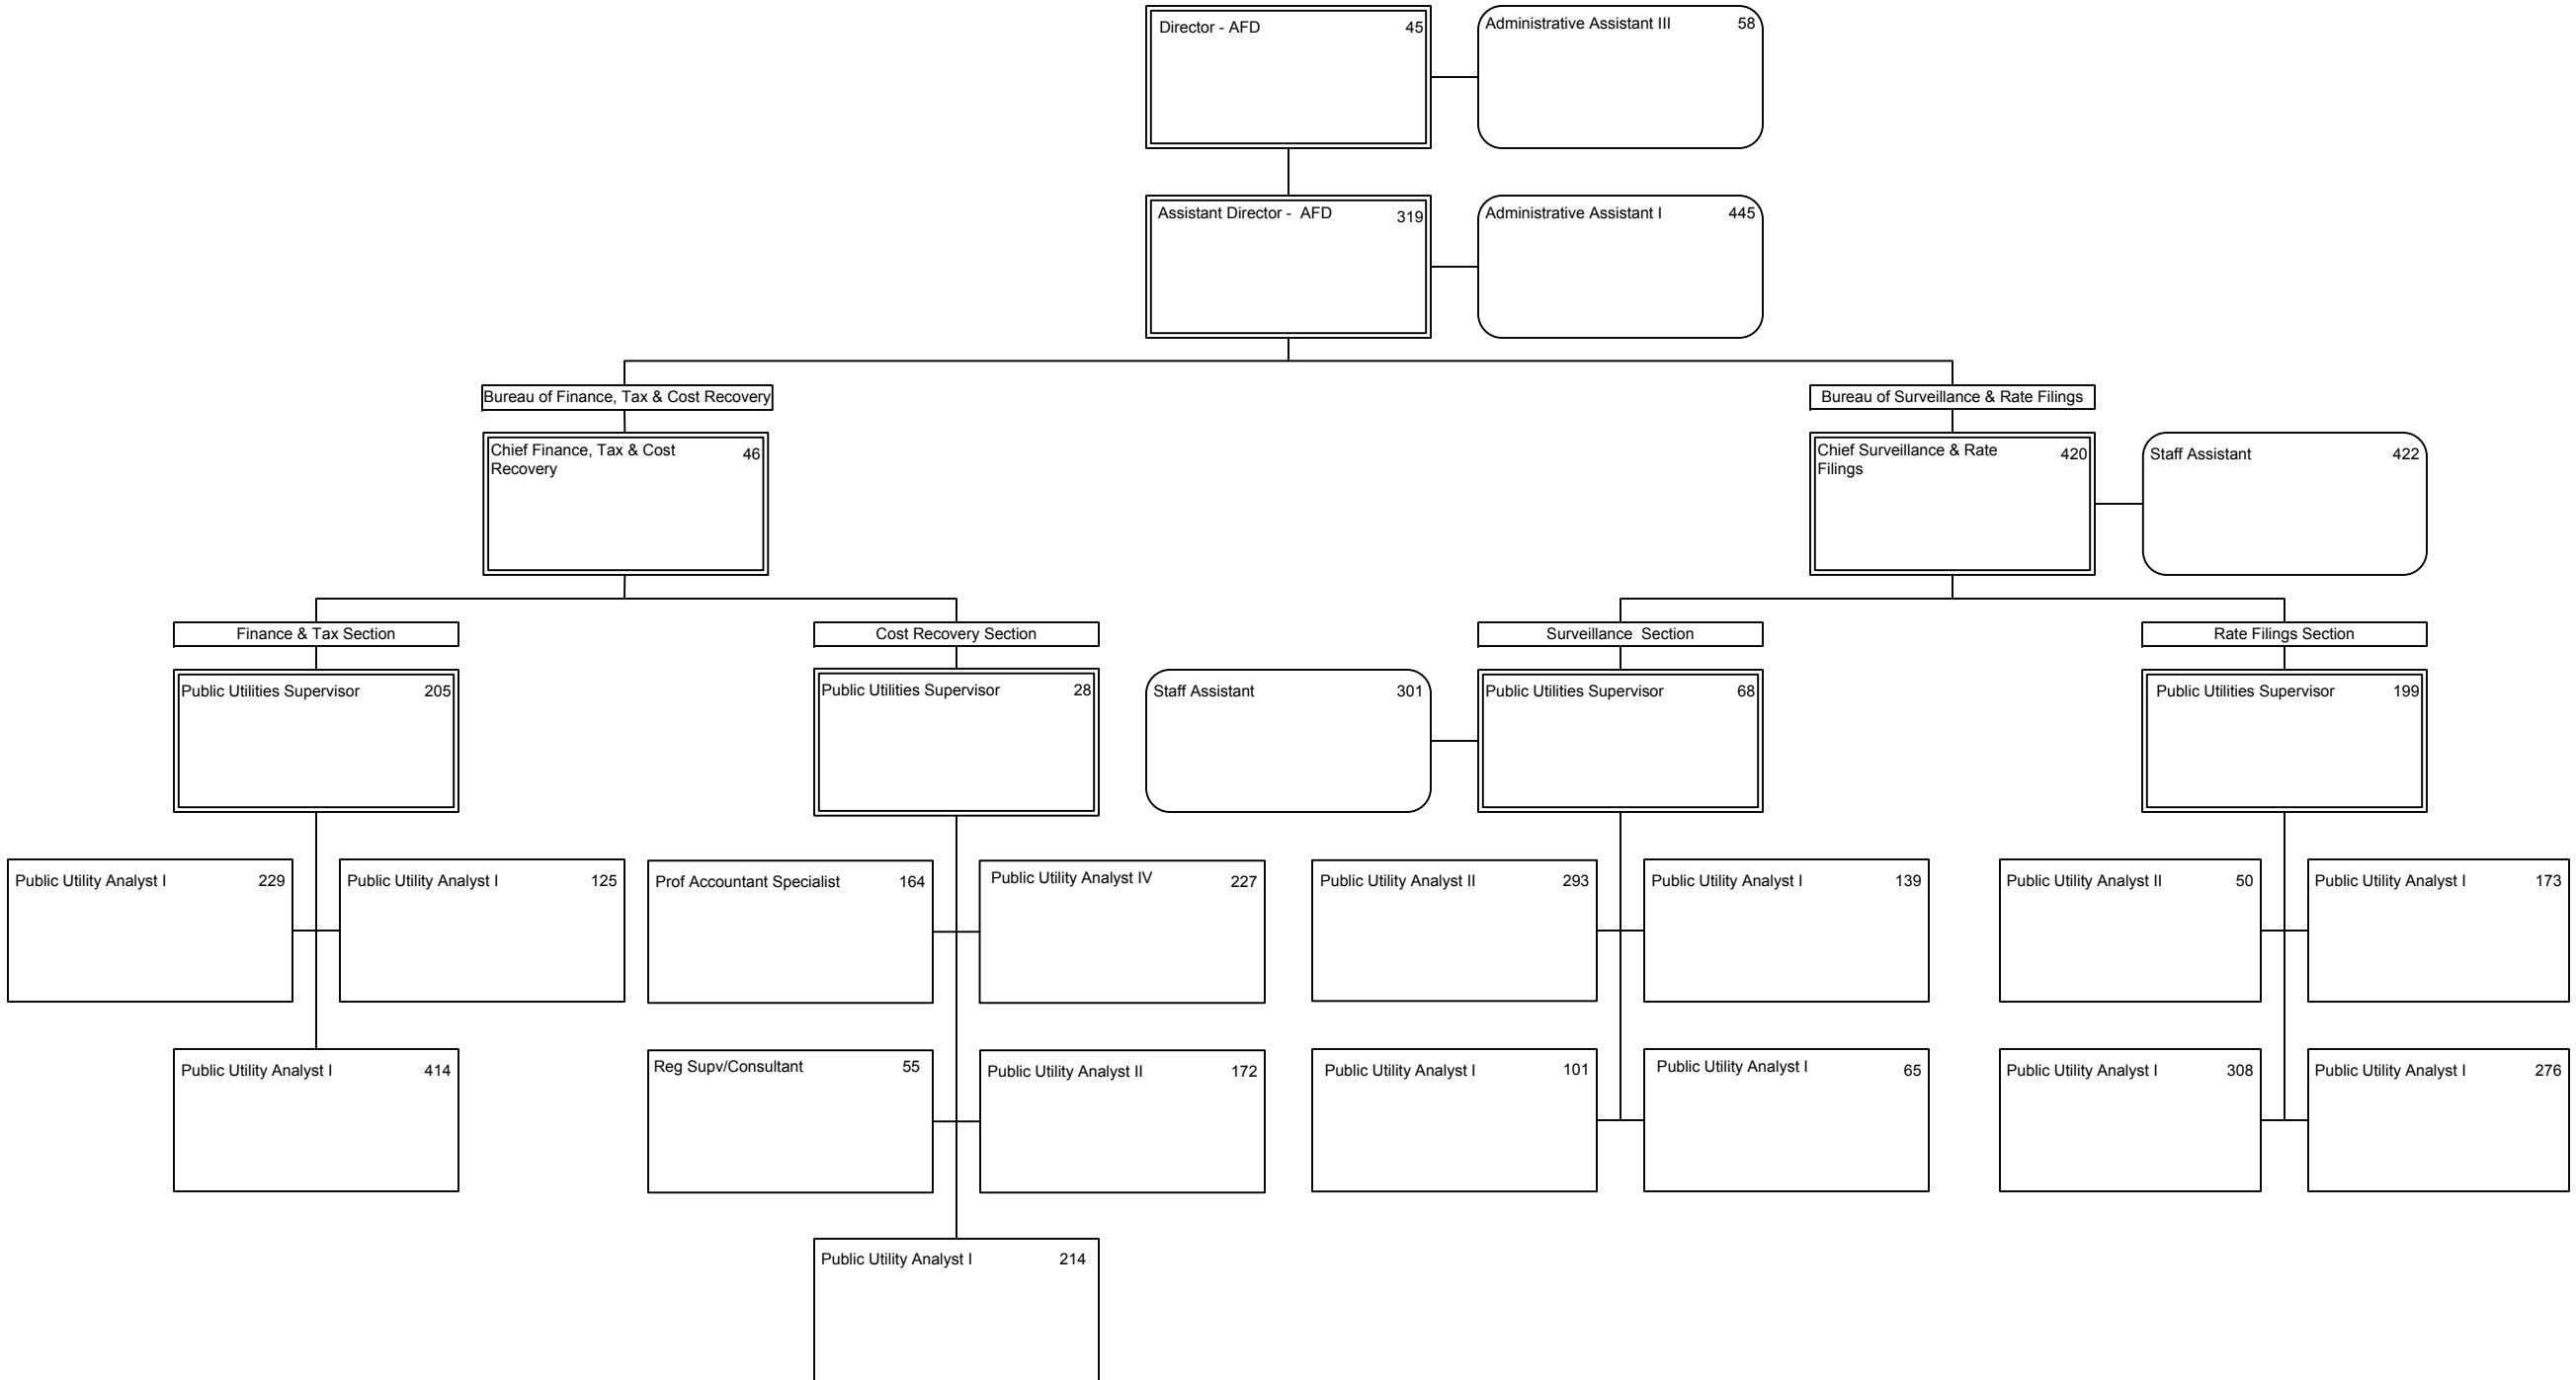 Director - AFD 45
Administrative Assistant III 58
Assistant Director -  AFD 319
Administrative Assistant I 445
Bureau of Finance, Tax & Cost Recovery
Bureau of Surveillance & Rate Filings
Chief Finance, Tax & Cost 46
Recovery
Chief Surveillance & Rate 420
Filings
Staff Assistant 422
Finance & Tax Section
Cost Recovery Section
Surveillance  Section
Rate Filings Section
Public Utilities Supervisor 205
Public Utilities Supervisor 28
Staff Assistant 301
Public Utilities Supervisor 68
Public Utilities Supervisor 199
Public Utility Analyst I 229
Public Utility Analyst I 125
Prof Accountant Specialist 164
Public Utility Analyst IV 227
Public Utility Analyst II 293
Public Utility Analyst I 139
Public Utility Analyst II 50
Public Utility Analyst I 173
Public Utility Analyst I 414
Reg Supv/Consultant 55
Public Utility Analyst II 172
Public Utility Analyst I 101
Public Utility Analyst I 65
Public Utility Analyst I 308
Public Utility Analyst I 276
Public Utility Analyst I 214